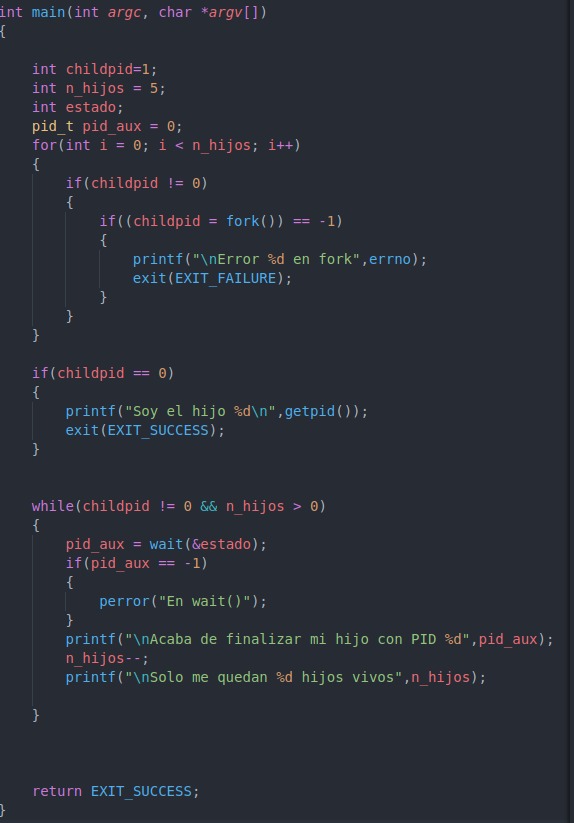 int main(int argc, char *argv[])
{
int childpid=1;
int n_hijos = 5;
int estado;
pid_t pid_aux = 0;
for(int i = 0; i < n_hijos; i++)
{
if(childpid != 0)
{
if((childpid = fork()) == -1)
{
printf("\nError %d en fork",errno);
exit(EXIT_FAILURE);
}
}
}
if(childpid == 0)
{
printf("Soy el hijo %d\n",getpid());
exit(EXIT_SUCCESS);
}
while(childpid != 0 && n_hijos > 0)
{
pid_aux = wait(&estado);
if(pid_aux == -1)
{
perror("En wait()");
}
printf("\nAcaba de finalizar mi hijo con PID %d",pid_aux);
n_hijos--;
printf("\nSolo me quedan %d hijos vivos",n_hijos);
}
return EXIT_SUCCESS;
}